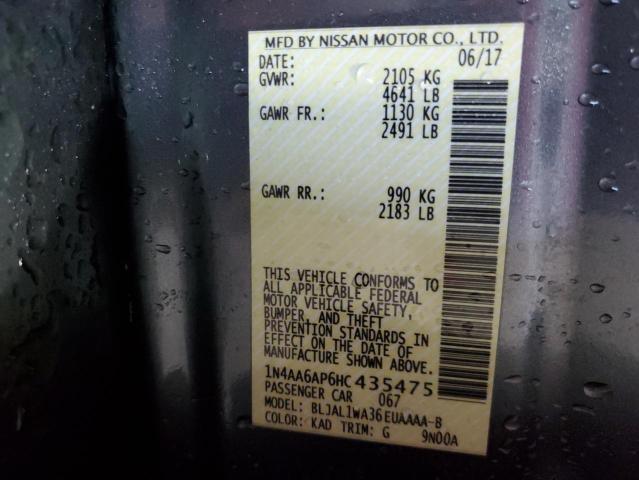 MFD BY NISSAN MOTOR CO., LTD.
DATE: 06/17
GVWR: 2105 KG
4641 LB
GAWR FR.: 1130 KG
2491 LB
GAWR RR.: 990 KG
2183 LB
THIS VEHICLE CONFORMS TO
ALL APPLICABLE FEDERAL
MOTOR VEHICLE SAFETY,
BUMPER, AND THEFT
PREVENTION STANDARDS IN
EFFECT ON THE DATE OF
MANUFACTURE SHOWN ABOVE.
1N4AA6AP6HC435475
PASSENGER CAR 067
MODEL: BLJAL1WA36EUAAAA-B
COLOR: KAD TRIM: G 9N00A